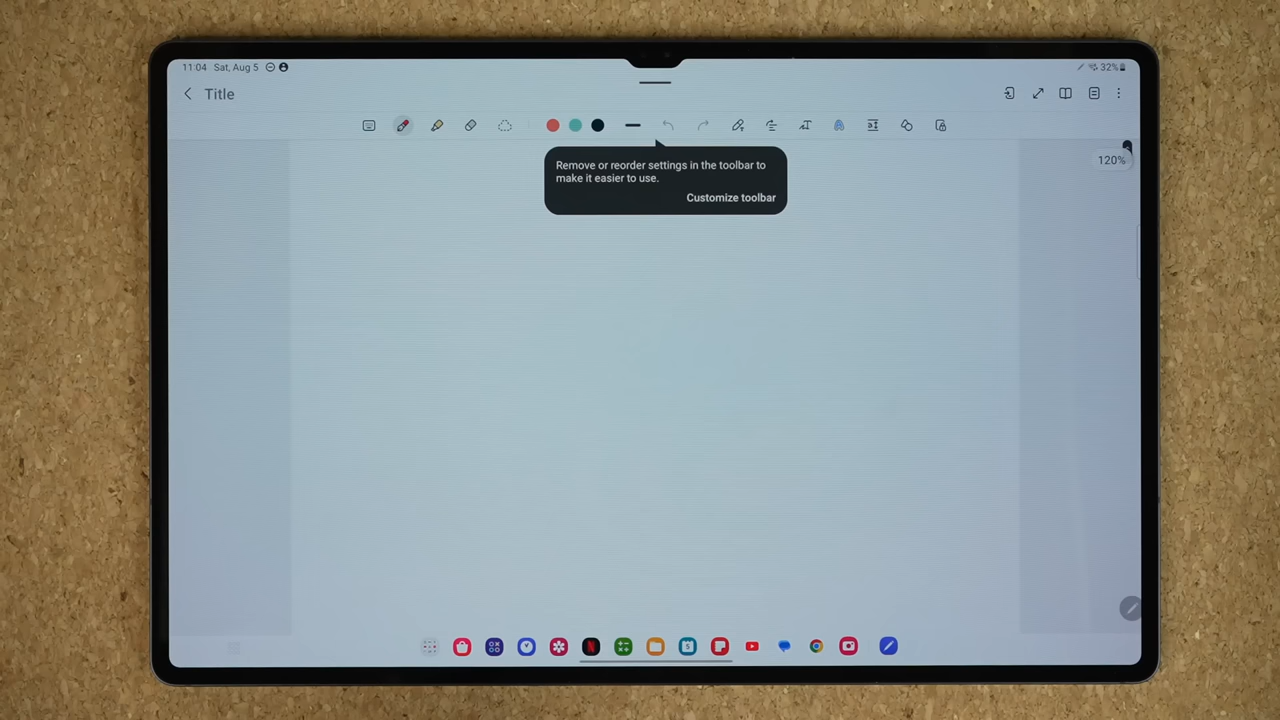 11:04 Sat, Aug 5
32%
Title
120%
Remove or reorder settings in the toolbar to
make it easier to use.
Customize toolbar